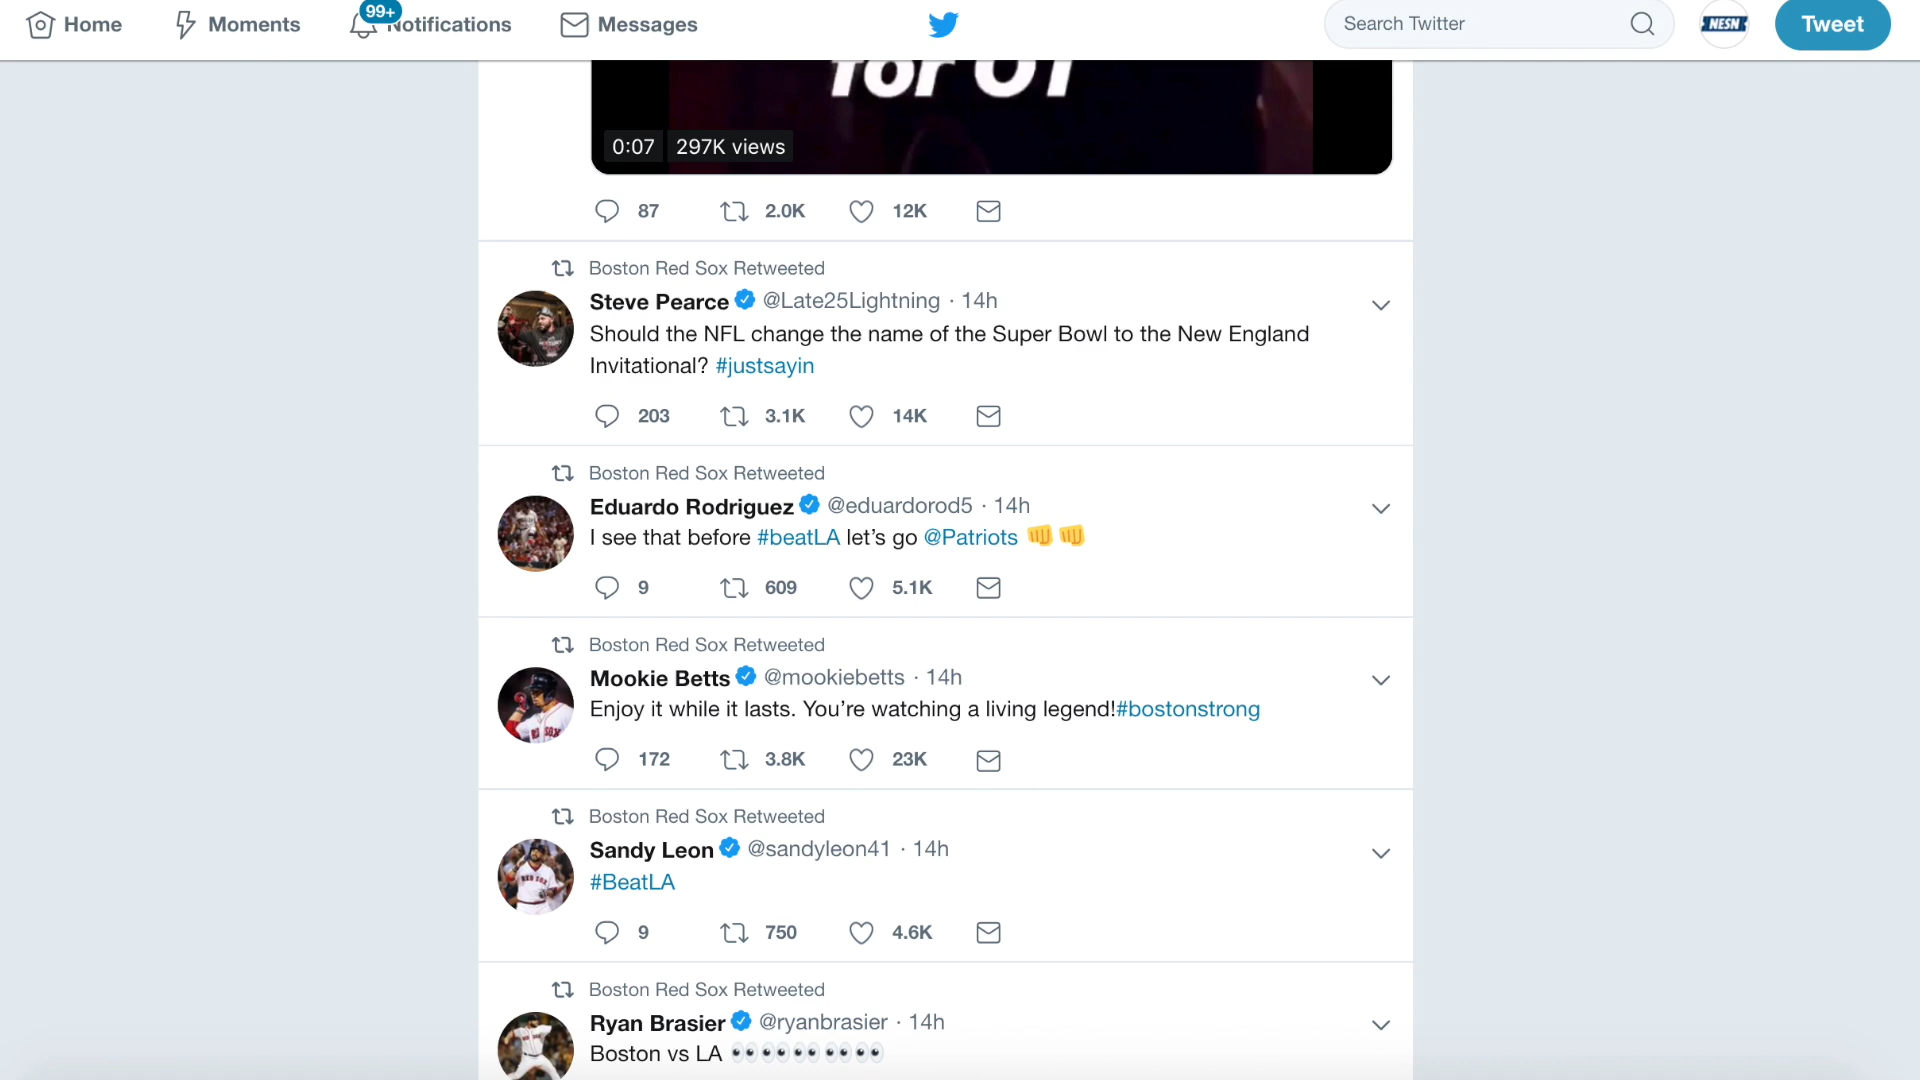 Home
Moments
99+
Notifications
Messages
Search Twitter
NESN
Tweet
for OT
0:07 297K views
87 2.0K 12K
Boston Red Sox Retweeted
Steve Pearce @Late25Lightning · 14h
Should the NFL change the name of the Super Bowl to the New England
Invitational? #justsayin
203 3.1K 14K
Boston Red Sox Retweeted
Eduardo Rodriguez @eduardorod5 · 14h
I see that before #beatLA let’s go @Patriots 👊👊
9 609 5.1K
Boston Red Sox Retweeted
Mookie Betts @mookiebetts · 14h
Enjoy it while it lasts. You’re watching a living legend!#bostonstrong
172 3.8K 23K
Boston Red Sox Retweeted
Sandy Leon @sandyleon41 · 14h
#BeatLA
9 750 4.6K
Boston Red Sox Retweeted
Ryan Brasier @ryanbrasier · 14h
Boston vs LA 👀👀👀👀👀